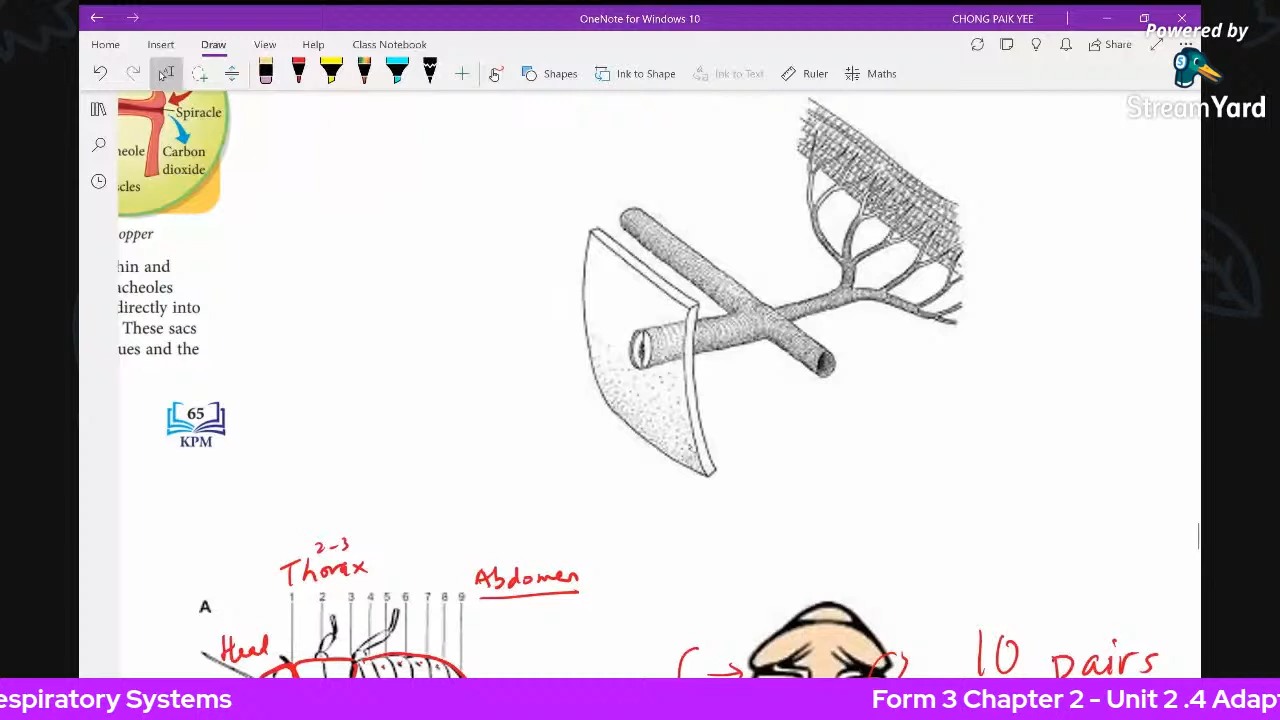 OneNote for Windows 10
CHONG PAIK YEE
Powered by
StreamYard
Home Insert Draw View Help Class Notebook
Share
Shapes Ink to Shape Ink to Text Ruler Maths
Spiracle
neole Carbon
dioxide
scles
opper
hin and
acheoles
directly into
These sacs
ues and the
65
KPM
2-3
Thorax
Abdomen
A
1 2 3 4 5 6 7 8 9
Head
10 pairs
espiratory Systems
Form 3 Chapter 2 - Unit 2 .4 Adapt